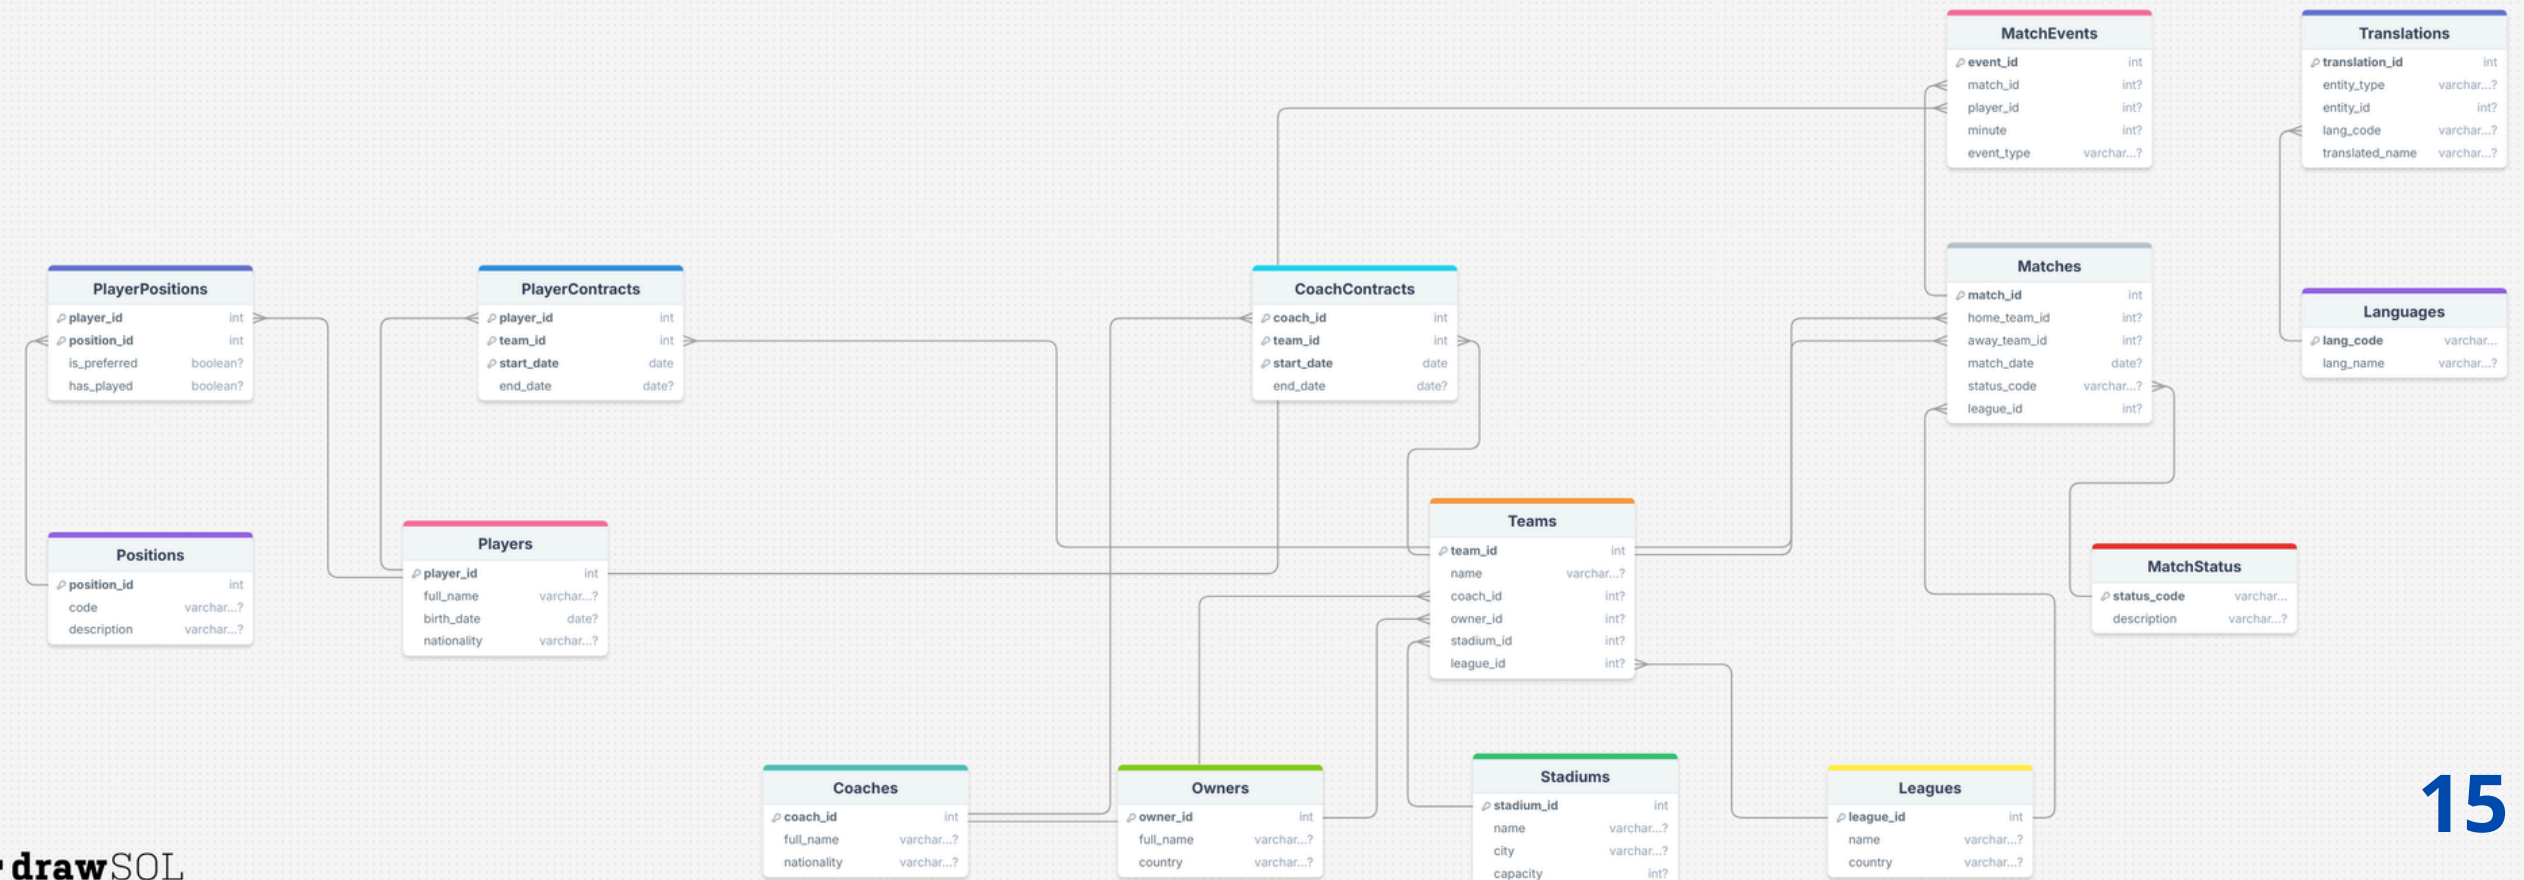 MatchEvents
event_id int
match_id int?
player_id int?
minute int?
event_type varchar...?
Translations
translation_id int
entity_type varchar...?
entity_id int?
lang_code varchar...?
translated_name varchar...?
PlayerPositions
player_id int
position_id int
is_preferred boolean?
has_played boolean?
PlayerContracts
player_id int
team_id int
start_date date
end_date date?
CoachContracts
coach_id int
team_id int
start_date date
end_date date?
Matches
match_id int
home_team_id int?
away_team_id int?
match_date date?
status_code varchar...?
league_id int?
Languages
lang_code varchar...
lang_name varchar...?
Positions
position_id int
code varchar...?
description varchar...?
Players
player_id int
full_name varchar...?
birth_date date?
nationality varchar...?
Teams
team_id int
name varchar...?
coach_id int?
owner_id int?
stadium_id int?
league_id int?
MatchStatus
status_code varchar...
description varchar...?
Coaches
coach_id int
full_name varchar...?
nationality varchar...?
Owners
owner_id int
full_name varchar...?
country varchar...?
Stadiums
stadium_id int
name varchar...?
city varchar...?
capacity int?
Leagues
league_id int
name varchar...?
country varchar...?
15
drawSQL